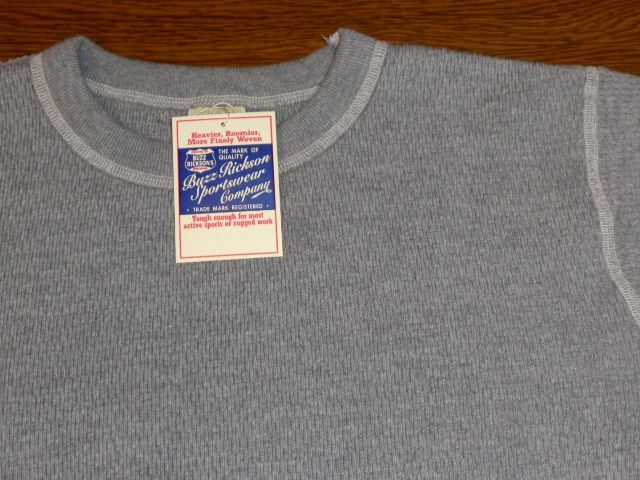 Heavier, Roomier,
More Finely Woven
BUZZ
RICKSON'S
THE MARK OF
QUALITY
Buzz Rickson
Sportswear
Company
· TRADE MARK REGISTERED ·
Tough enough for most
active sports or rugged work